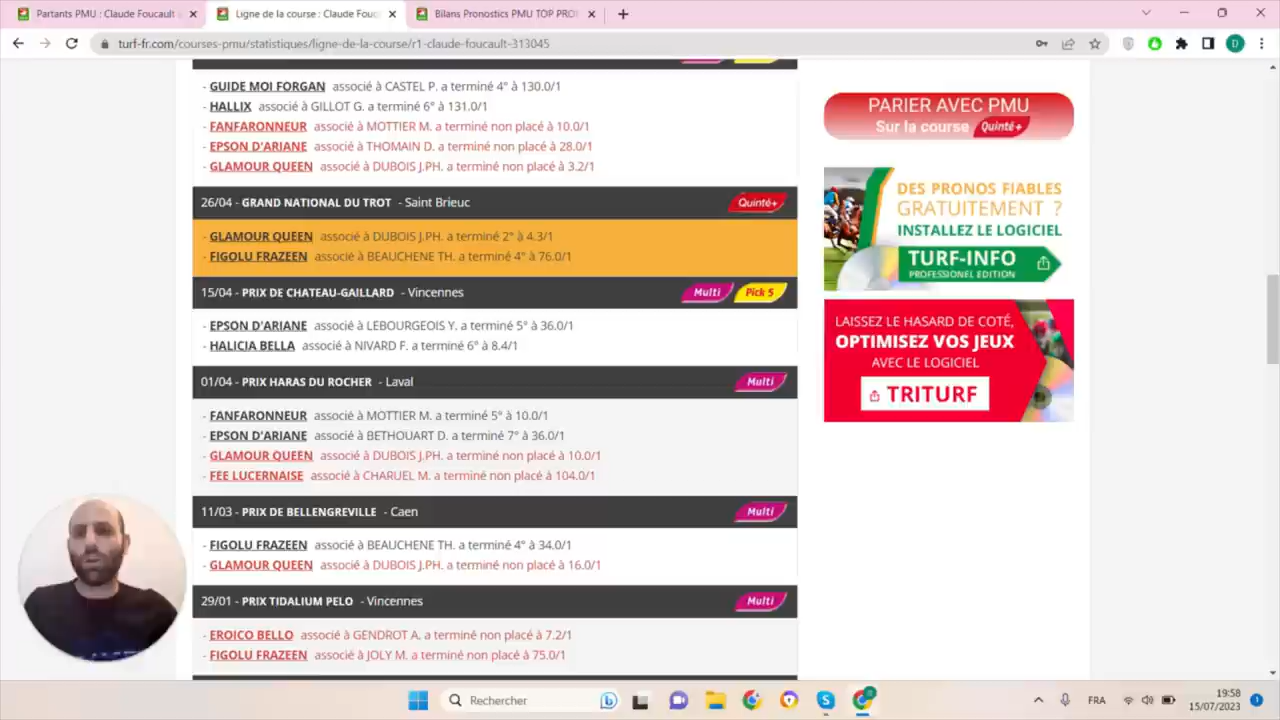 Partants PMU : Claude Foucault
Ligne de la course : Claude Fouc
Bilans Pronostics PMU TOP PRO
turf-fr.com/courses-pmu/statistiques/ligne-de-la-course/r1-claude-foucault-313045
D
- GUIDE MOI FORGAN associé à CASTEL P. a terminé 4° à 130.0/1
- HALLIX associé à GILLOT G. a terminé 6° à 131.0/1
- FANFARONNEUR associé à MOTTIER M. a terminé non placé à 10.0/1
- EPSON D'ARIANE associé à THOMAIN D. a terminé non placé à 28.0/1
- GLAMOUR QUEEN associé à DUBOIS J.PH. a terminé non placé à 3.2/1
26/04 - GRAND NATIONAL DU TROT - Saint Brieuc
Quinté+
- GLAMOUR QUEEN associé à DUBOIS J.PH. a terminé 2° à 4.3/1
- FIGOLU FRAZEEN associé à BEAUCHENE TH. a terminé 4° à 76.0/1
15/04 - PRIX DE CHATEAU-GAILLARD - Vincennes
Multi Pick 5
- EPSON D'ARIANE associé à LEBOURGEOIS Y. a terminé 5° à 36.0/1
- HALICIA BELLA associé à NIVARD F. a terminé 6° à 8.4/1
01/04 - PRIX HARAS DU ROCHER - Laval
Multi
- FANFARONNEUR associé à MOTTIER M. a terminé 5° à 10.0/1
- EPSON D'ARIANE associé à BETHOUART D. a terminé 7° à 36.0/1
- GLAMOUR QUEEN associé à DUBOIS J.PH. a terminé non placé à 10.0/1
- FEE LUCERNAISE associé à CHARUEL M. a terminé non placé à 104.0/1
11/03 - PRIX DE BELLENGREVILLE - Caen
Multi
- FIGOLU FRAZEEN associé à BEAUCHENE TH. a terminé 4° à 34.0/1
- GLAMOUR QUEEN associé à DUBOIS J.PH. a terminé non placé à 16.0/1
29/01 - PRIX TIDALIUM PELO - Vincennes
Multi
- EROICO BELLO associé à GENDROT A. a terminé non placé à 7.2/1
- FIGOLU FRAZEEN associé à JOLY M. a terminé non placé à 75.0/1
PARIER AVEC PMU
Sur la course Quinté+
DES PRONOS FIABLES
GRATUITEMENT ?
INSTALLEZ LE LOGICIEL
TURF-INFO
PROFESSIONEL EDITION
LAISSEZ LE HASARD DE COTÉ,
OPTIMISEZ VOS JEUX
AVEC LE LOGICIEL
TRITURF
Rechercher
FRA
19:58
15/07/2023